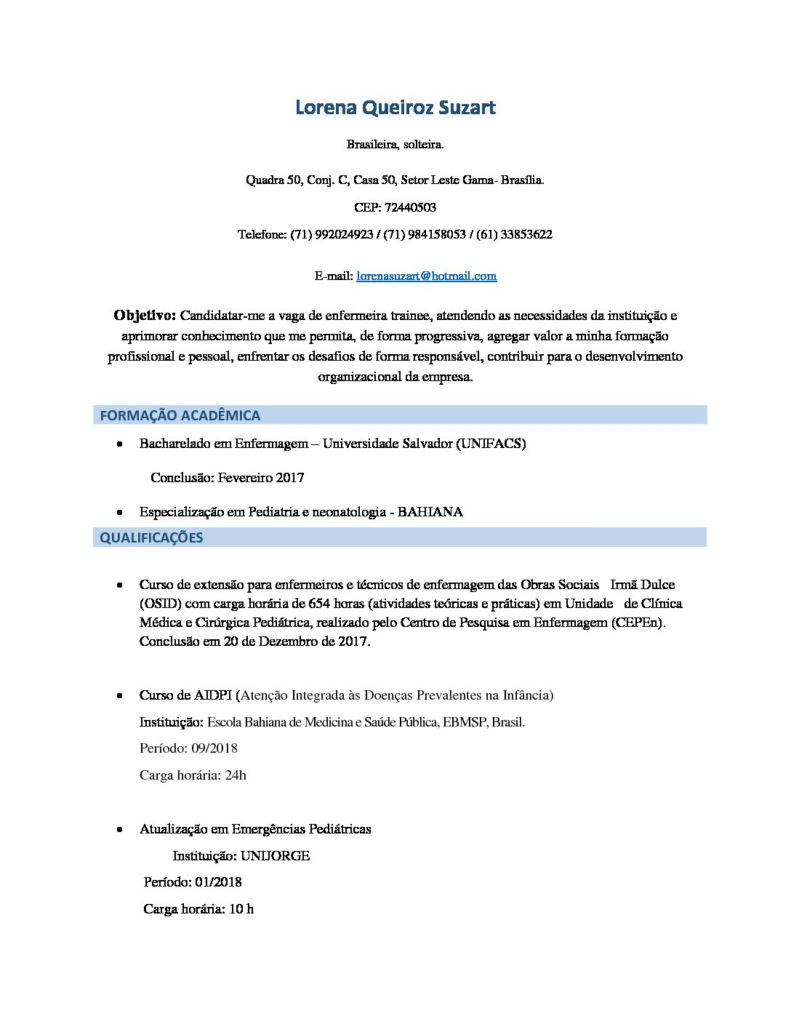 Lorena Queiroz Suzart
Brasileira, solteira.
Quadra 50, Conj. C, Casa 50, Setor Leste Gama- Brasília.
CEP: 72440503
Telefone: (71) 992024923 / (71) 984158053 / (61) 33853622
E-mail: lorenasuzart@hotmail.com
Objetivo: Candidatar-me a vaga de enfermeira trainee, atendendo as necessidades da instituição e
aprimorar conhecimento que me permita, de forma progressiva, agregar valor a minha formação
profissional e pessoal, enfrentar os desafios de forma responsável, contribuir para o desenvolvimento
organizacional da empresa.
FORMAÇÃO ACADÊMICA
• Bacharelado em Enfermagem – Universidade Salvador (UNIFACS)
Conclusão: Fevereiro 2017
• Especialização em Pediatria e neonatologia - BAHIANA
QUALIFICAÇÕES
• Curso de extensão para enfermeiros e técnicos de enfermagem das Obras Sociais Irmã Dulce
(OSID) com carga horária de 654 horas (atividades teóricas e práticas) em Unidade de Clínica
Médica e Cirúrgica Pediátrica, realizado pelo Centro de Pesquisa em Enfermagem (CEPEn).
Conclusão em 20 de Dezembro de 2017.
• Curso de AIDPI (Atenção Integrada às Doenças Prevalentes na Infância)
Instituição: Escola Bahiana de Medicina e Saúde Pública, EBMSP, Brasil.
Período: 09/2018
Carga horária: 24h
• Atualização em Emergências Pediátricas
Instituição: UNIJORGE
Período: 01/2018
Carga horária: 10 h